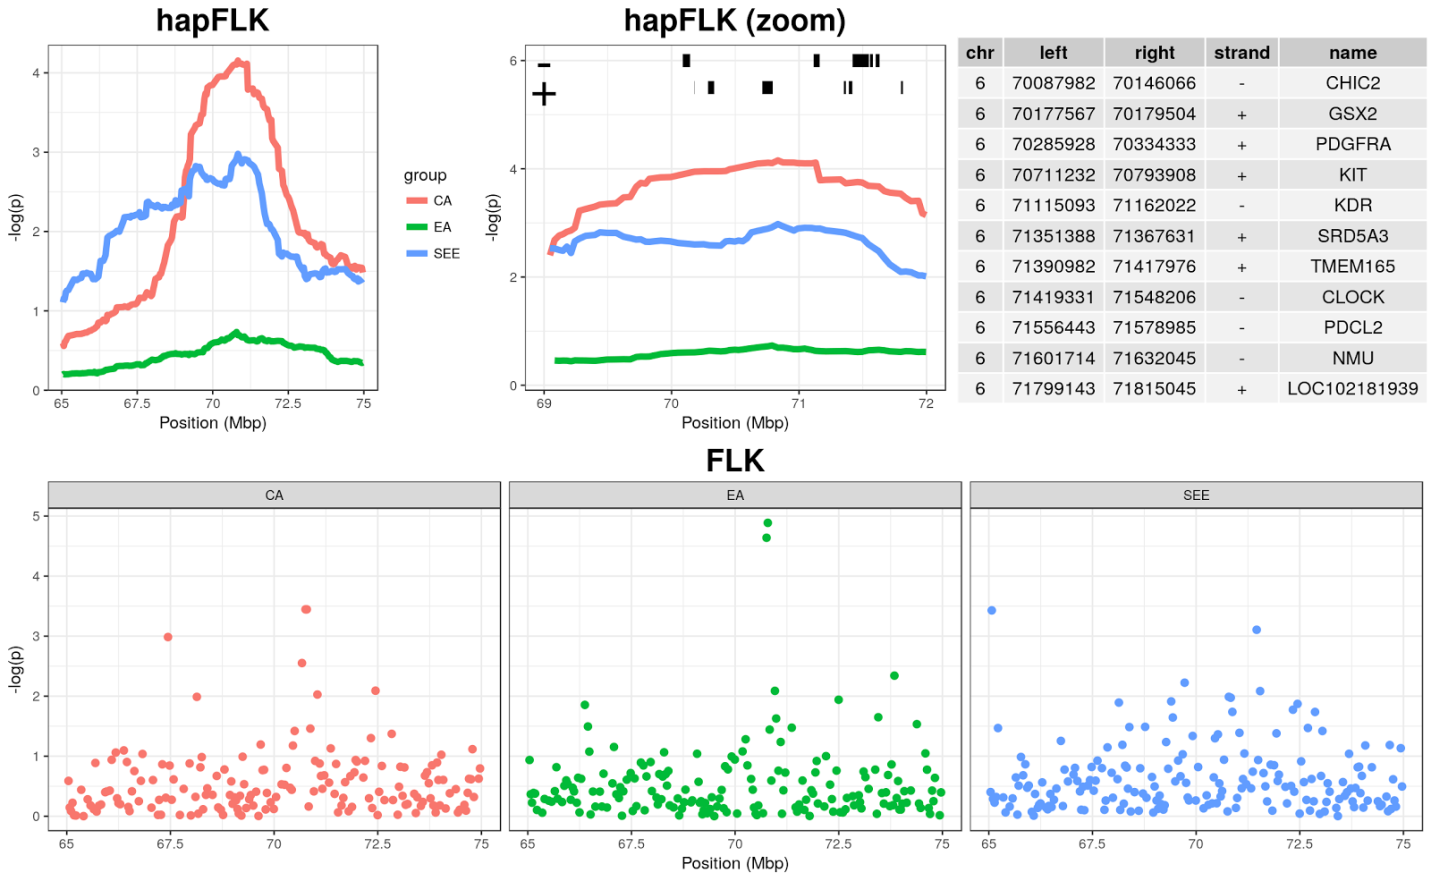 hapFLK
hapFLK (zoom)
-log(p)
4
3
2
1
0
65
67.5
70
72.5
75
Position (Mbp)
group
CA
EA
SEE
-log(p)
6
4
2
0
-
+
69
70
71
72
Position (Mbp)
chr left right strand name
6 70087982 70146066 - CHIC2
6 70177567 70179504 + GSX2
6 70285928 70334333 + PDGFRA
6 70711232 70793908 + KIT
6 71115093 71162022 - KDR
6 71351388 71367631 + SRD5A3
6 71390982 71417976 + TMEM165
6 71419331 71548206 - CLOCK
6 71556443 71578985 - PDCL2
6 71601714 71632045 - NMU
6 71799143 71815045 + LOC102181939
FLK
CA
EA
SEE
-log(p)
5
4
3
2
1
0
65
67.5
70
72.5
75
65
67.5
70
72.5
75
65
67.5
70
72.5
75
Position (Mbp)